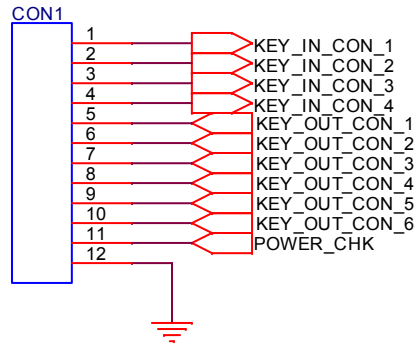 CON1
1 KEY_IN_CON_1
2 KEY_IN_CON_2
3 KEY_IN_CON_3
4 KEY_IN_CON_4
5 KEY_OUT_CON_1
6 KEY_OUT_CON_2
7 KEY_OUT_CON_3
8 KEY_OUT_CON_4
9 KEY_OUT_CON_5
10 KEY_OUT_CON_6
11 POWER_CHK
12